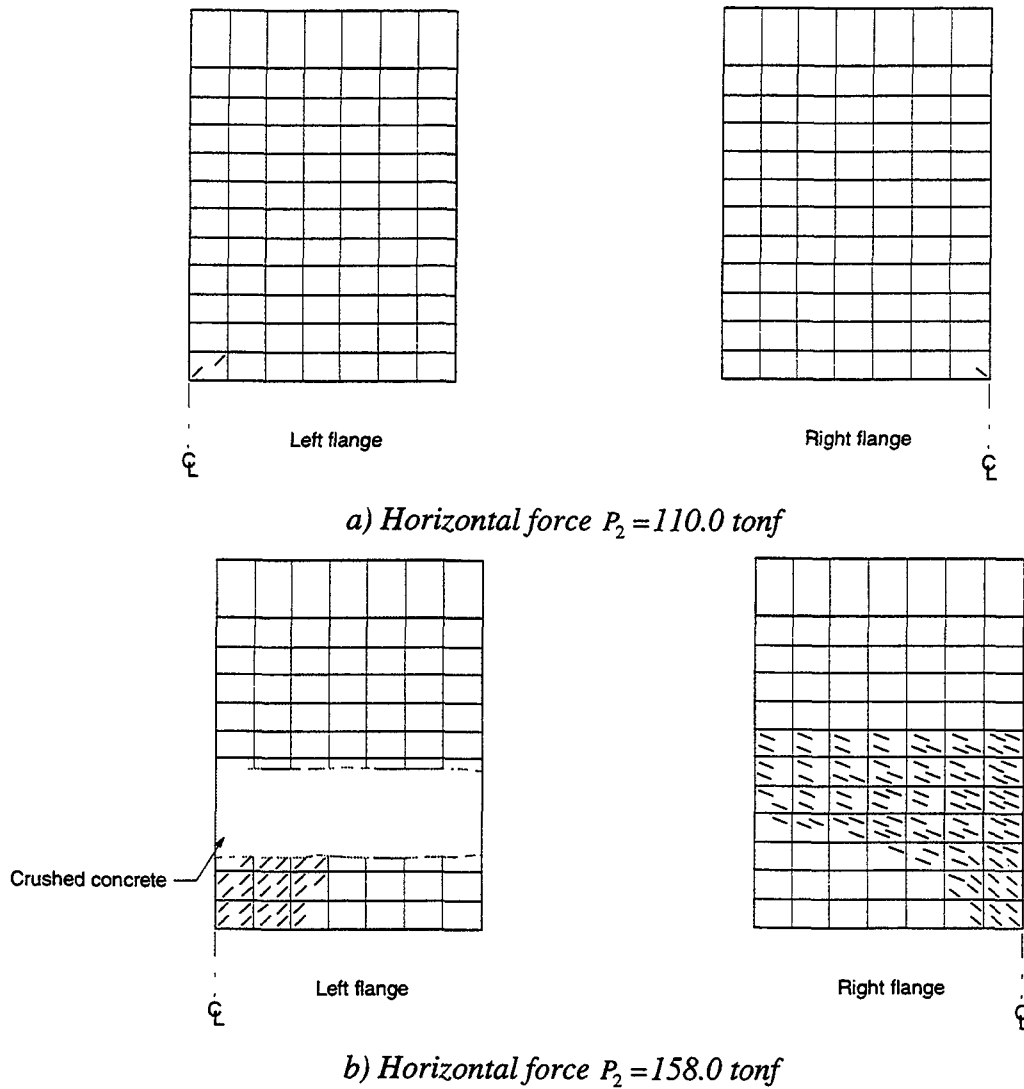 Left flange
Right flange
℄
℄
a) Horizontal force P₂ =110.0 tonf
Crushed concrete
Left flange
Right flange
℄
℄
b) Horizontal force P₂ =158.0 tonf